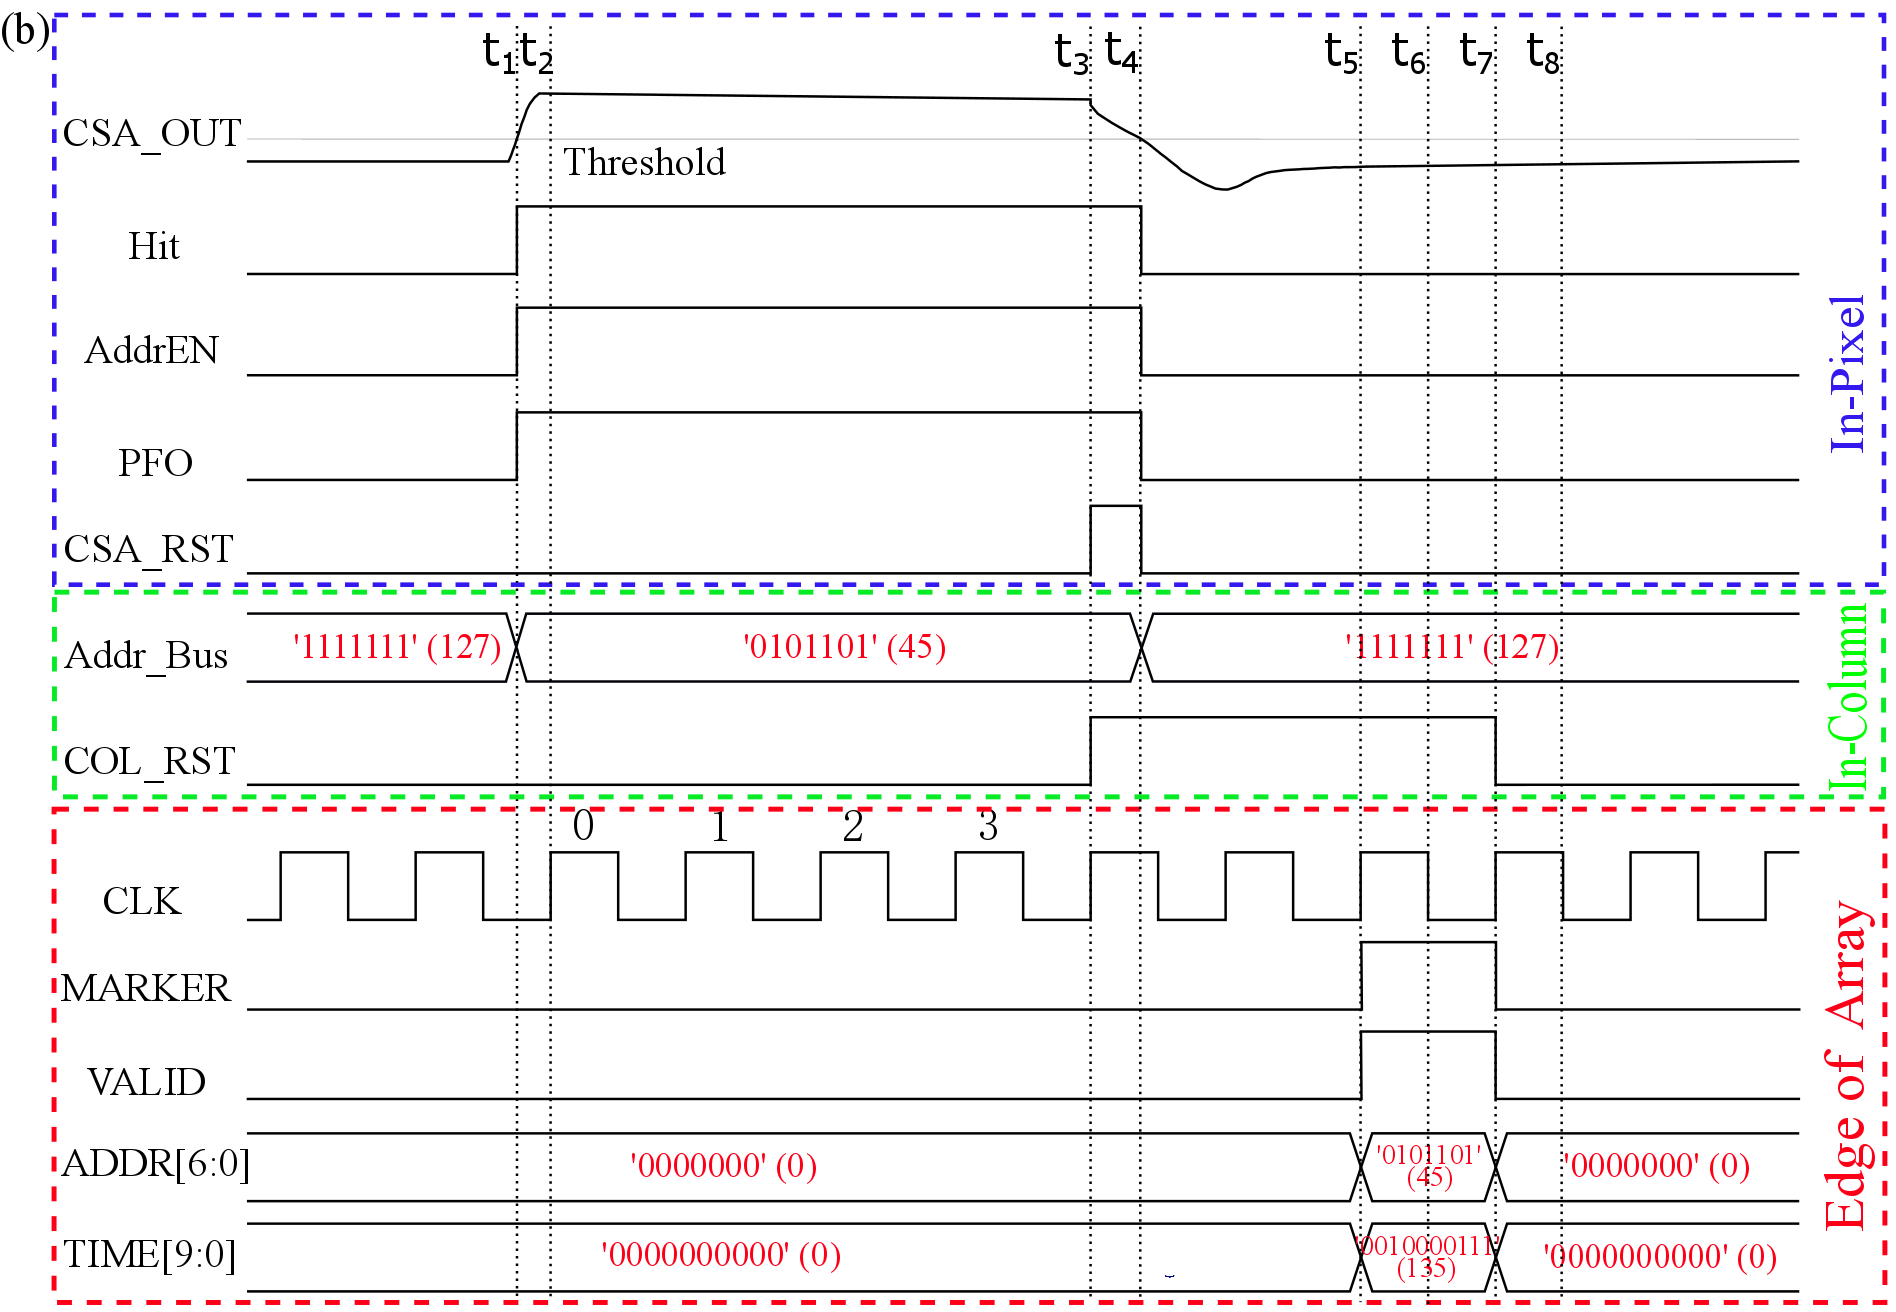 (b)
t1 t2 t3 t4 t5 t6 t7 t8
CSA_OUT
Threshold
Hit
AddrEN
PFO
CSA_RST
In-Pixel
Addr_Bus '1111111' (127) '0101101' (45) '1111111' (127)
COL_RST
In-Column
0 1 2 3
CLK
MARKER
VALID
ADDR[6:0] '0000000' (0) '0101101' (45) '0000000' (0)
TIME[9:0] '0000000000' (0) '0010000111' (135) '0000000000' (0)
Edge of Array